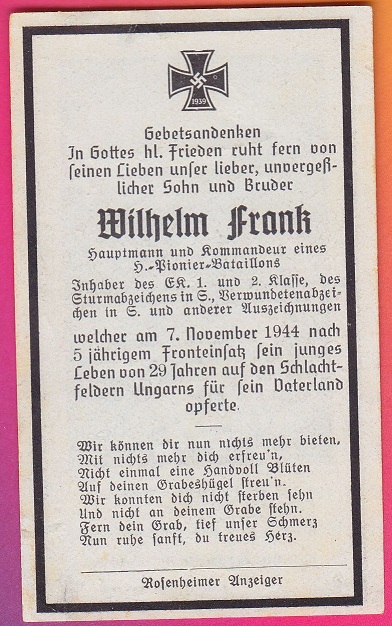 1939
Gebetsandenken
In Gottes hl. Frieden ruht fern von
seinen Lieben unser lieber, unvergeß-
licher Sohn und Bruder
Wilhelm Frank
Hauptmann und Kommandeur eines
H.-Pionier-Bataillons
Inhaber des EK. 1. und 2. Klasse, des
Sturmabzeichens in S., Verwundetenabzei-
chen in S. und anderer Auszeichnungen
welcher am 7. November 1944 nach
5 jährigem Fronteinsatz sein junges
Leben von 29 Jahren auf den Schlacht-
feldern Ungarns für sein Vaterland
opferte.
Wir können dir nun nichts mehr bieten,
Mit nichts mehr dich erfreu'n,
Nicht einmal eine Handvoll Blüten
Auf deinen Grabeshügel streu'n.
Wir konnten dich nicht sterben sehn
Und nicht an deinem Grabe stehn.
Fern dein Grab, tief unser Schmerz
Nun ruhe sanft, du treues Herz.
Rosenheimer Anzeiger